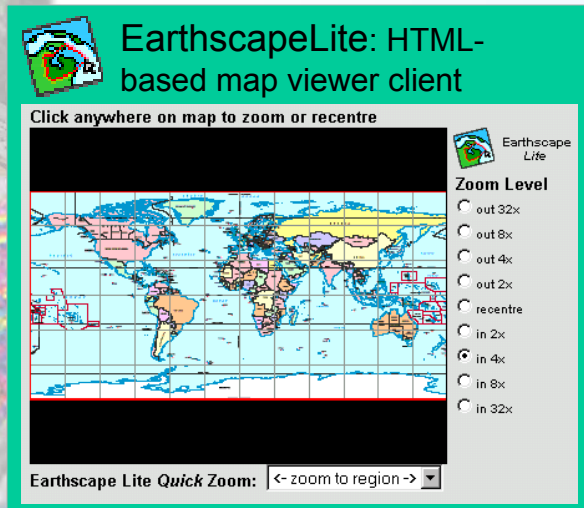 EarthscapeLite: HTML-
based map viewer client
Click anywhere on map to zoom or recentre
Earthscape
Lite
Zoom Level
out 32x
out 8x
out 4x
out 2x
recentre
in 2x
in 4x
in 8x
in 32x
Earthscape Lite Quick Zoom: <- zoom to region ->